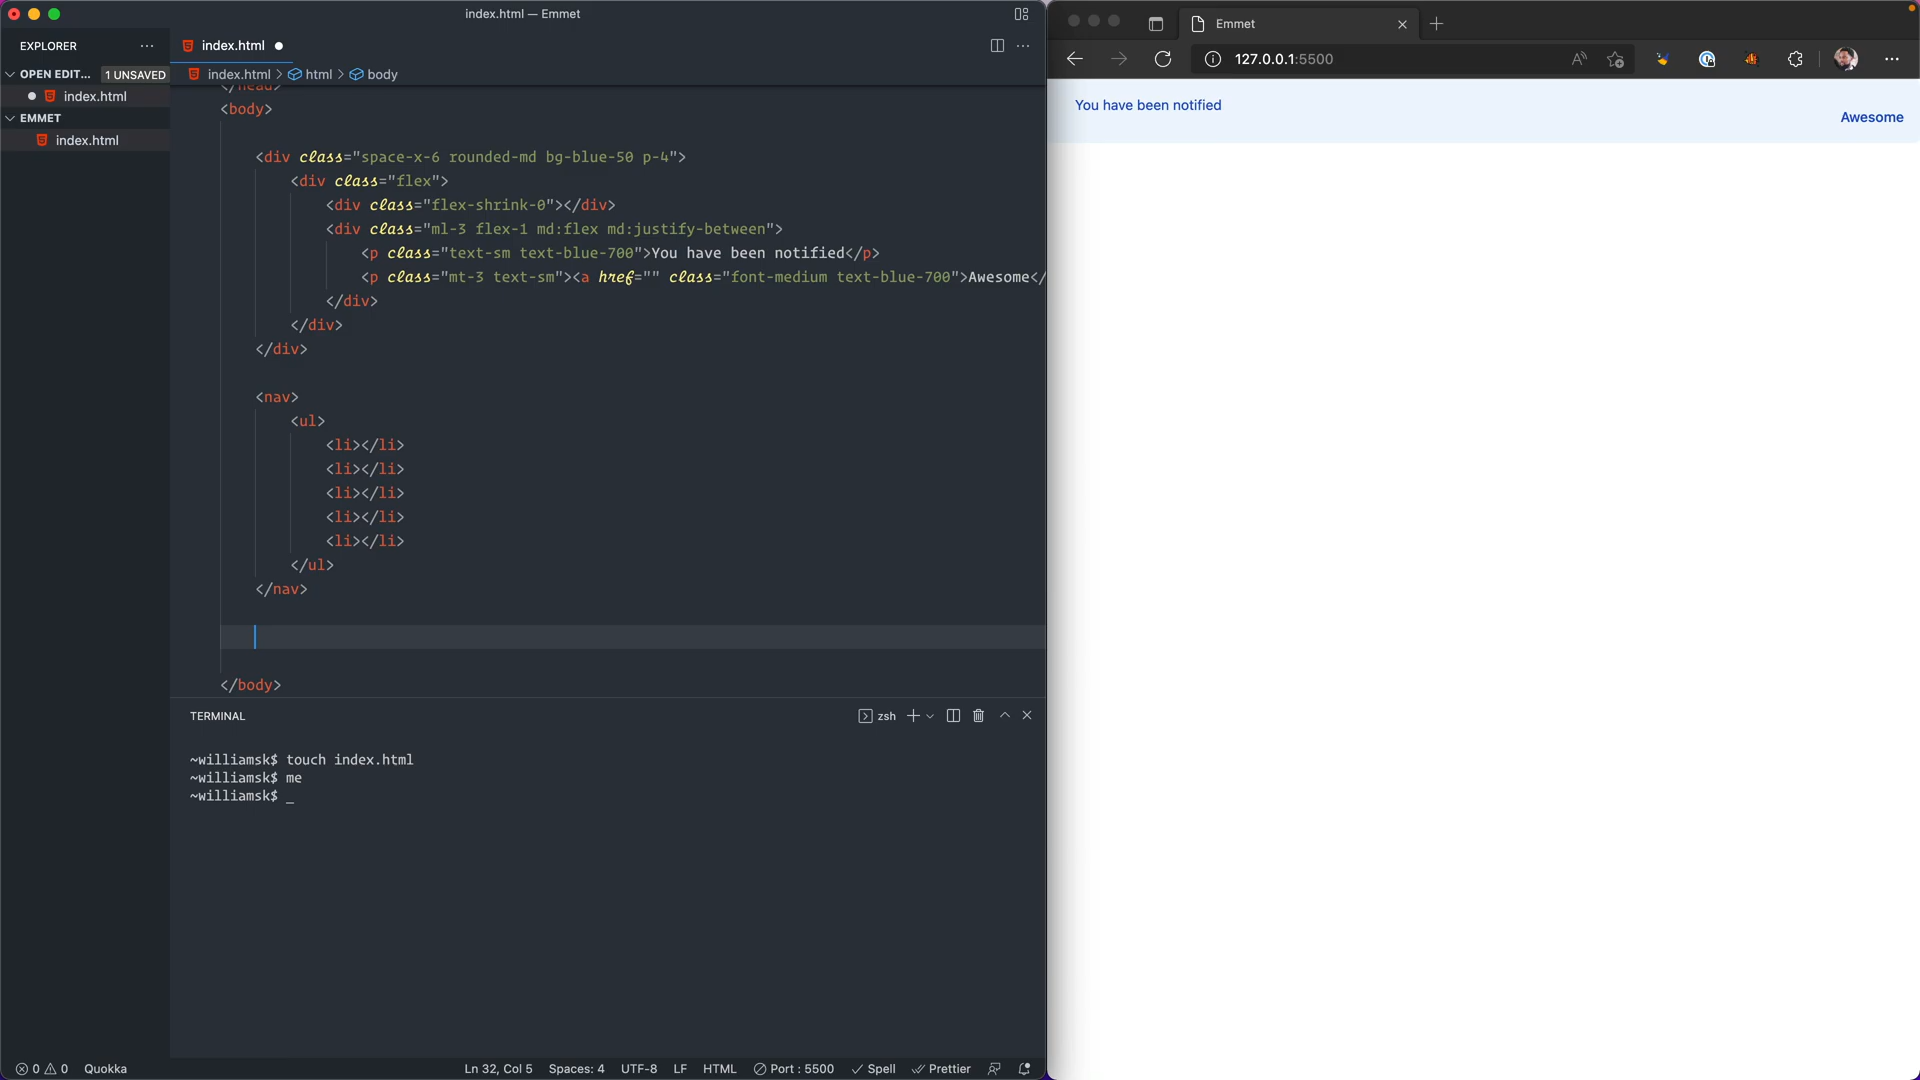 index.html — Emmet
EXPLORER
OPEN EDIT...
1 UNSAVED
index.html
EMMET
index.html
index.html
index.html > html > body
</head>
<body>
<div class="space-x-6 rounded-md bg-blue-50 p-4">
<div class="flex">
<div class="flex-shrink-0"></div>
<div class="ml-3 flex-1 md:flex md:justify-between">
<p class="text-sm text-blue-700">You have been notified</p>
<p class="mt-3 text-sm"><a href="" class="font-medium text-blue-700">Awesome</
</div>
</div>
</div>
<nav>
<ul>
<li></li>
<li></li>
<li></li>
<li></li>
<li></li>
</ul>
</nav>
</body>
TERMINAL
zsh
~williamsk$ touch index.html
~williamsk$ me
~williamsk$ _
0 0 Quokka
Ln 32, Col 5 Spaces: 4 UTF-8 LF HTML Port : 5500 Spell Prettier
Emmet
127.0.0.1:5500
You have been notified
Awesome